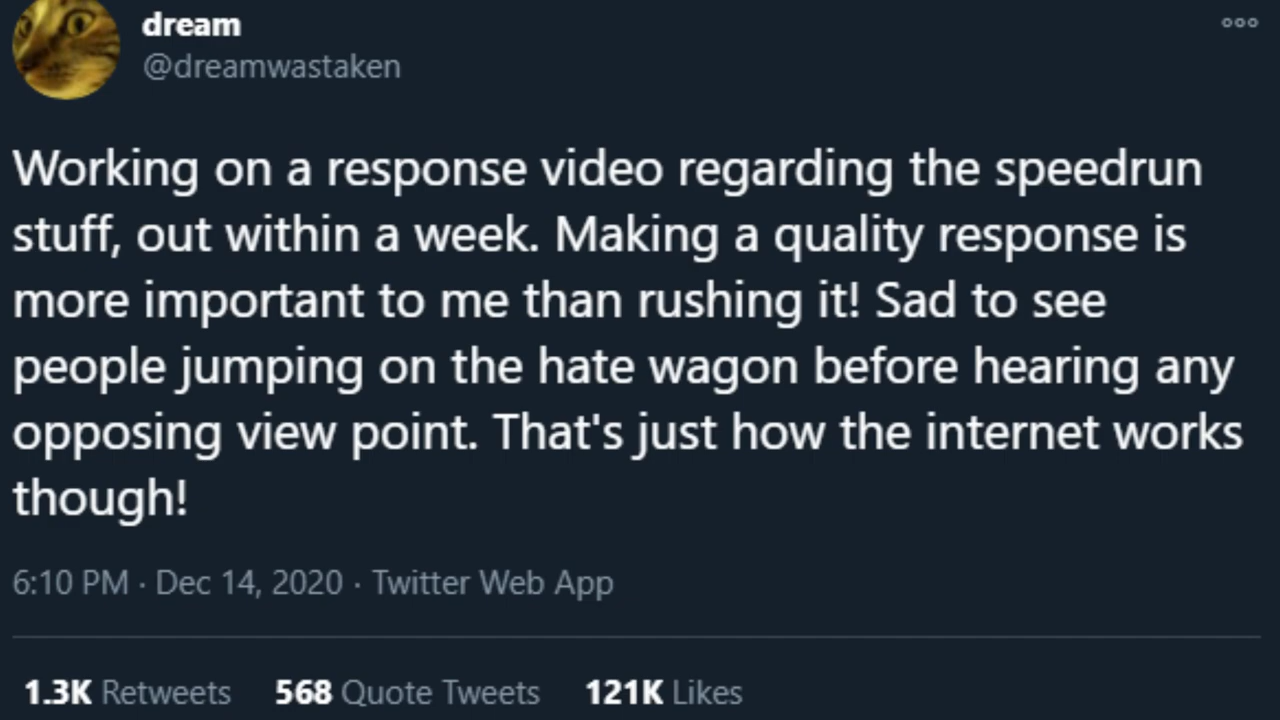 dream
@dreamwastaken
Working on a response video regarding the speedrun
stuff, out within a week. Making a quality response is
more important to me than rushing it! Sad to see
people jumping on the hate wagon before hearing any
opposing view point. That's just how the internet works
though!
6:10 PM · Dec 14, 2020 · Twitter Web App
1.3K Retweets 568 Quote Tweets 121K Likes